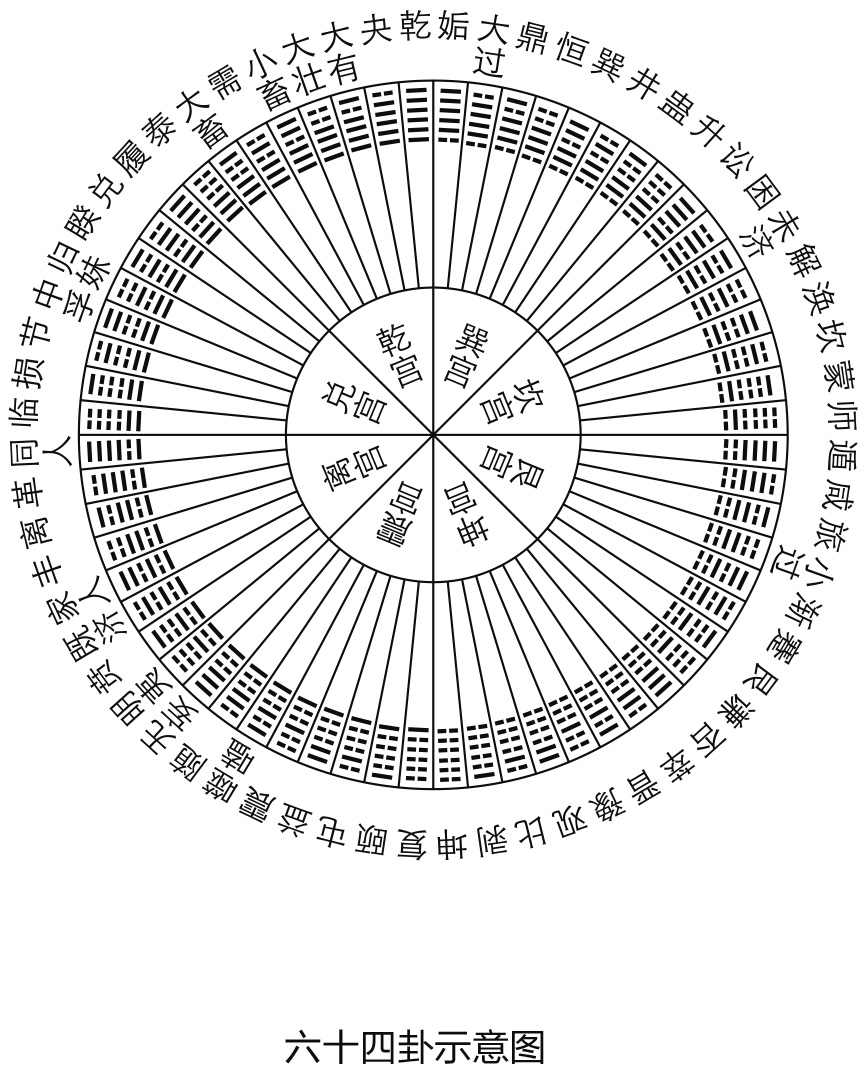 乾
姤
大过
鼎
恒
巽
井
蛊
升
讼
困
未济
解
涣
坎
蒙
师
遁
咸
旅
小过
渐
蹇
艮
谦
否
萃
晋
豫
观
比
剥
坤
复
颐
屯
益
震
噬嗑
随
无妄
明夷
贲
既济
家人
丰
离
革
同人
临
损
节
中孚
归妹
睽
兑
履
泰
大畜
需
小畜
大壮
大有
夬
乾宫
巽宫
坎宫
艮宫
坤宫
震宫
离宫
兑宫
六十四卦示意图